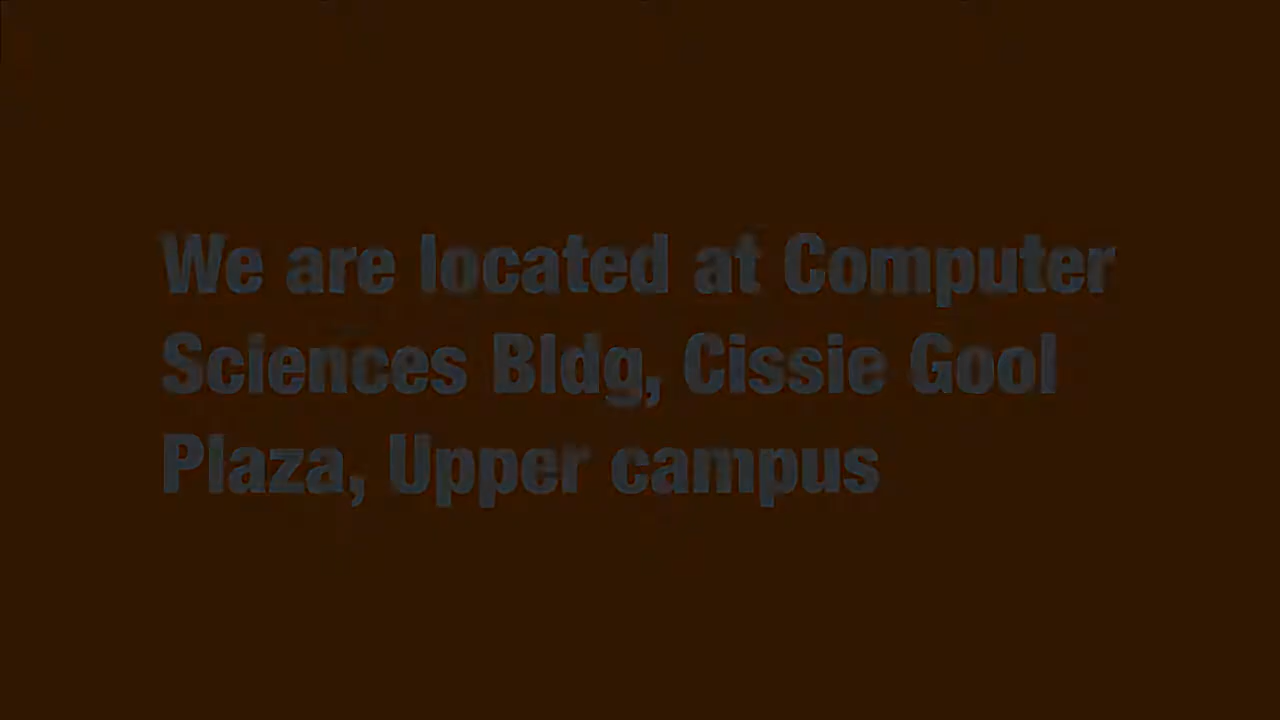 We are located at Computer
Sciences Bldg, Cissie Gool
Plaza, Upper campus